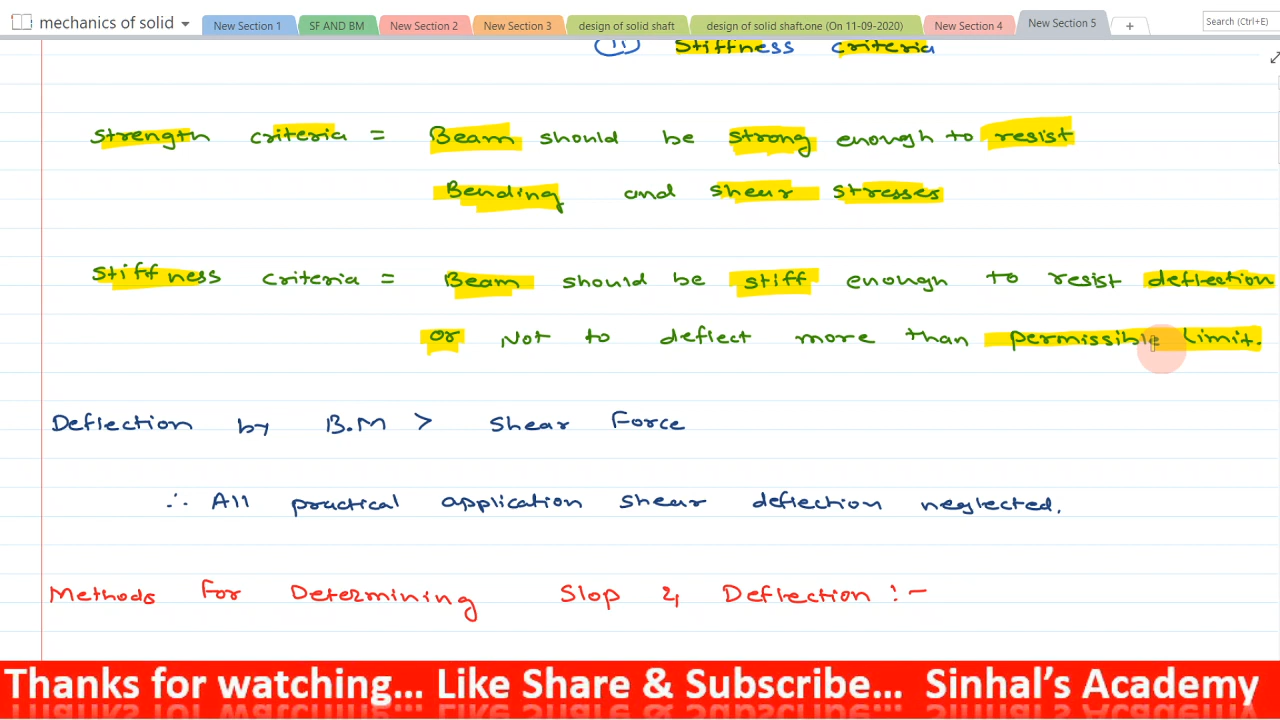 mechanics of solid
New Section 1
SF AND BM
New Section 2
New Section 3
design of solid shaft
design of solid shaft.one (On 11-09-2020)
New Section 4
New Section 5
+
Search (Ctrl+E)
(ii) Stiffness criteria
Strength criteria = Beam should be strong enough to resist
Bending and shear stresses
Stiffness criteria = Beam should be stiff enough to resist deflection
or Not to deflect more than permissible limit.
Deflection by B.M > Shear Force
∴ All practical application shear deflection neglected.
Methods for Determining Slop & Deflection :-
Thanks for watching... Like Share & Subscribe... Sinhal's Academy